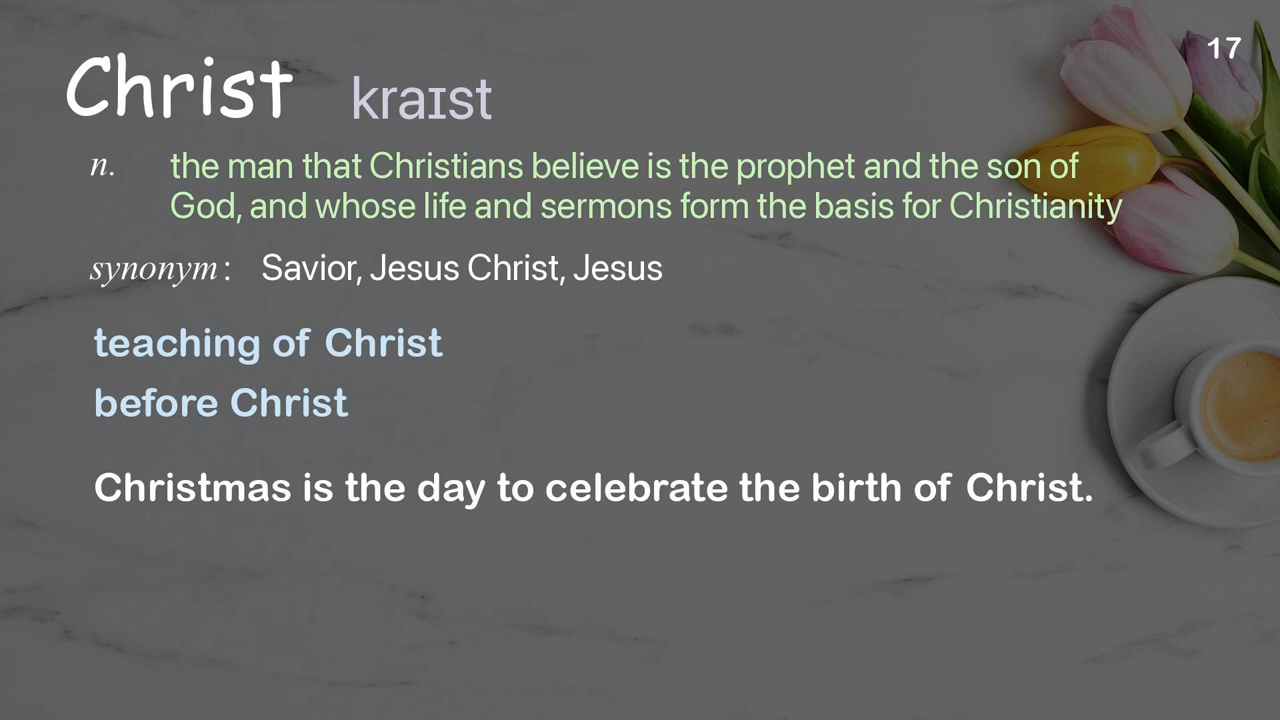 17
Christ kraɪst
n. the man that Christians believe is the prophet and the son of
God, and whose life and sermons form the basis for Christianity
synonym: Savior, Jesus Christ, Jesus
teaching of Christ
before Christ
Christmas is the day to celebrate the birth of Christ.